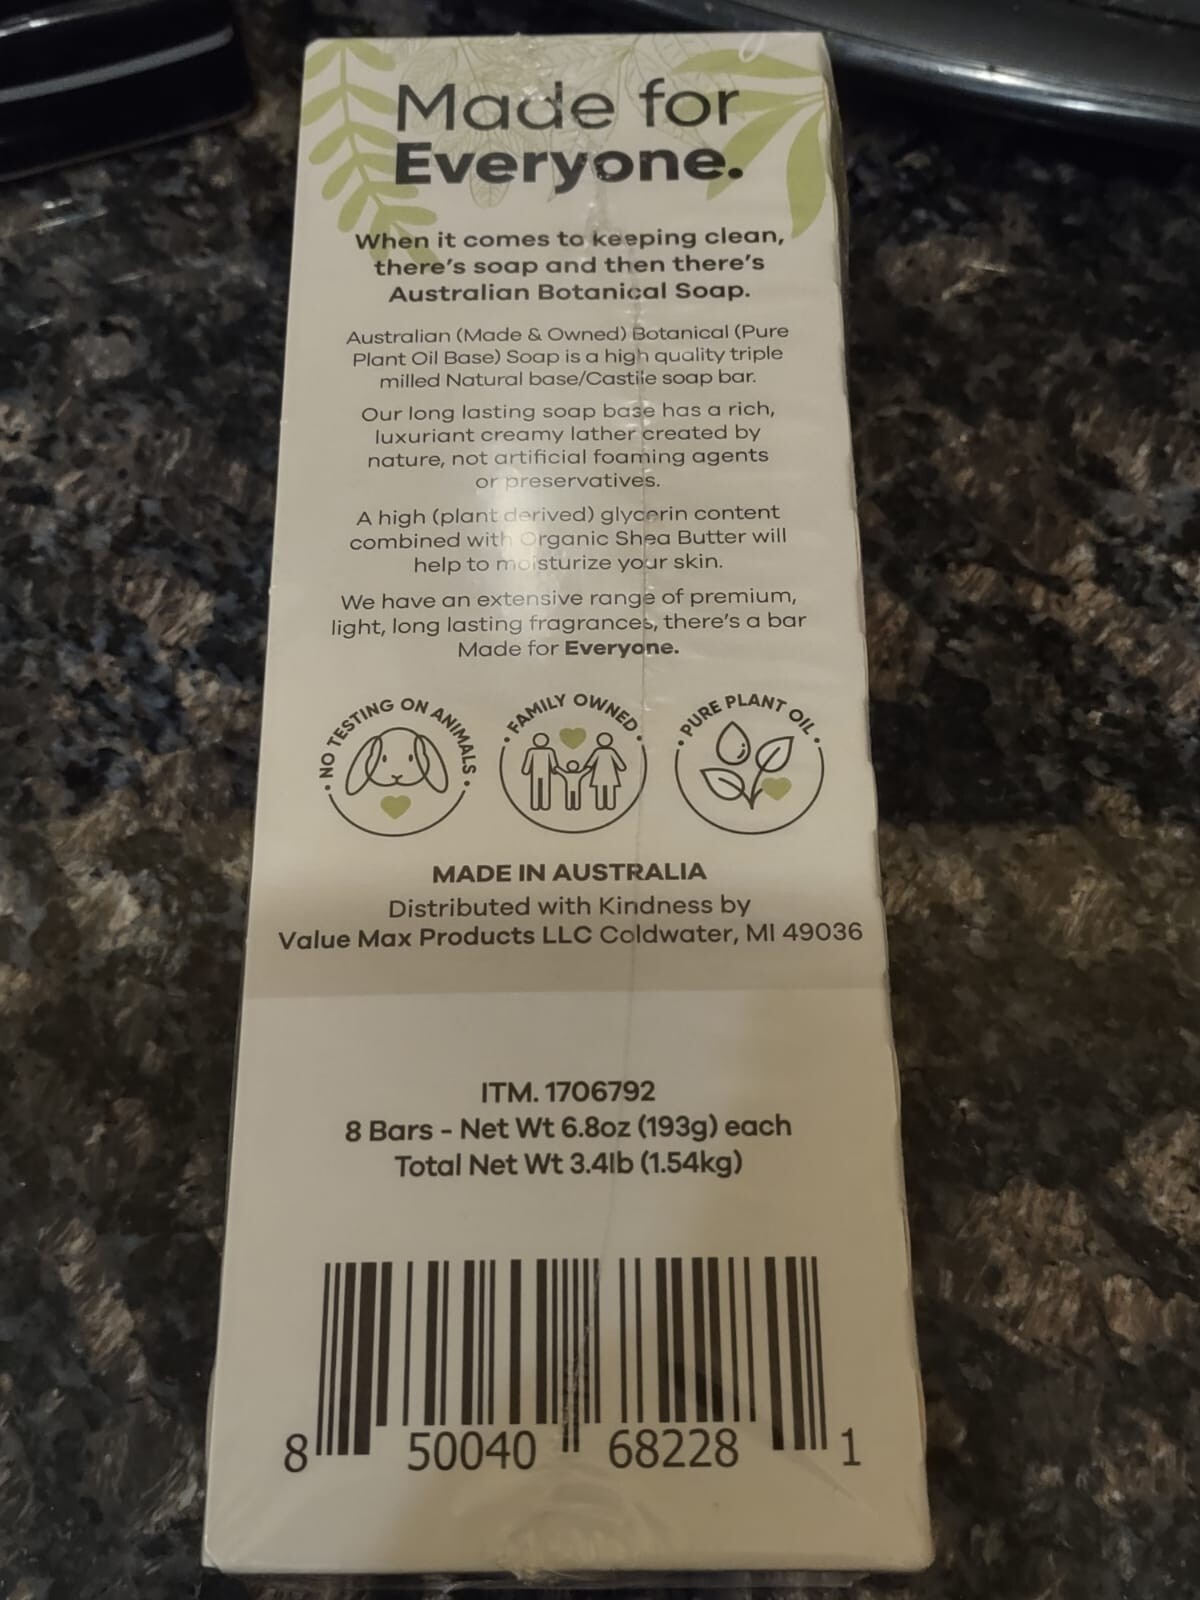 Made for
Everyone.
When it comes to keeping clean,
there's soap and then there's
Australian Botanical Soap.
Australian (Made & Owned) Botanical (Pure
Plant Oil Base) Soap is a high quality triple
milled Natural base/Castile soap bar.
Our long lasting soap base has a rich,
luxuriant creamy lather created by
nature, not artificial foaming agents
or preservatives.
A high (plant derived) glycerin content
combined with Organic Shea Butter will
help to moisturize your skin.
We have an extensive range of premium,
light, long lasting fragrances, there's a bar
Made for Everyone.
• NO TESTING ON ANIMALS •
• FAMILY OWNED •
• PURE PLANT OIL •
MADE IN AUSTRALIA
Distributed with Kindness by
Value Max Products LLC Coldwater, MI 49036
ITM. 1706792
8 Bars - Net Wt 6.8oz (193g) each
Total Net Wt 3.4lb (1.54kg)
8 50040 68228 1